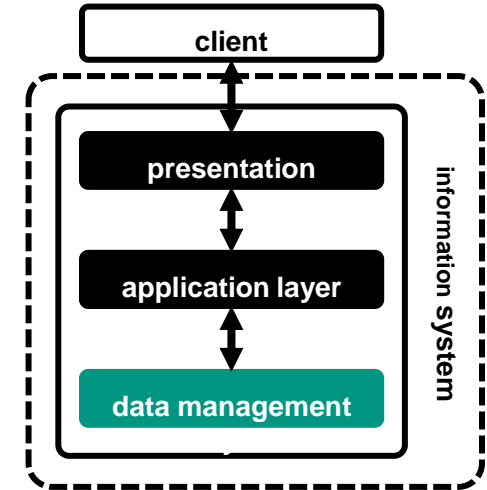 client
presentation
application layer
data management
information system